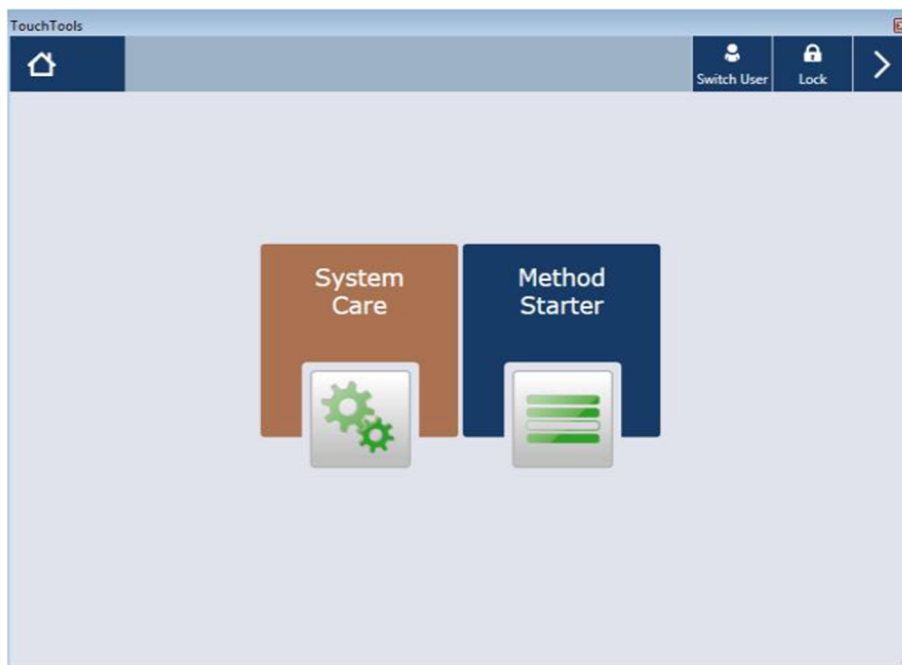 TouchTools
Switch User
Lock
System
Care
Method
Starter